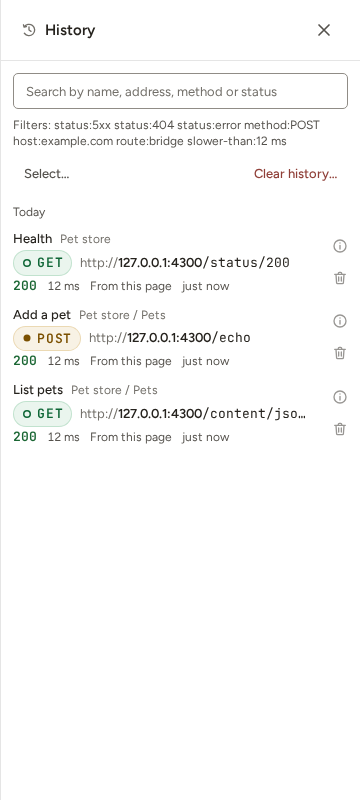 History
Search by name, address, method or status
Filters: status:5xx status:404 status:error method:POST
host:example.com route:bridge slower-than:12 ms
Select... Clear history...
Today
Health Pet store
GET http://127.0.0.1:4300/status/200
200 12 ms From this page just now
Add a pet Pet store / Pets
POST http://127.0.0.1:4300/echo
200 12 ms From this page just now
List pets Pet store / Pets
GET http://127.0.0.1:4300/content/jso…
200 12 ms From this page just now